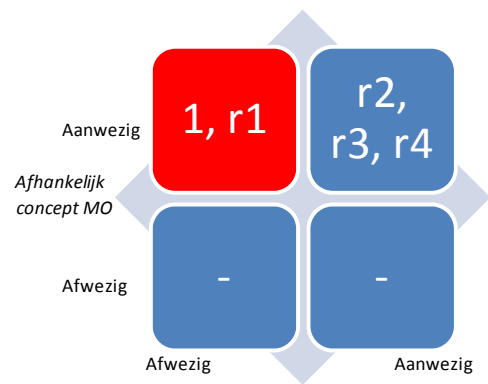 1, r1
r2,
r3, r4
Aanwezig
Afhankelijk
concept MO
-
-
Afwezig
Afwezig
Aanwezig